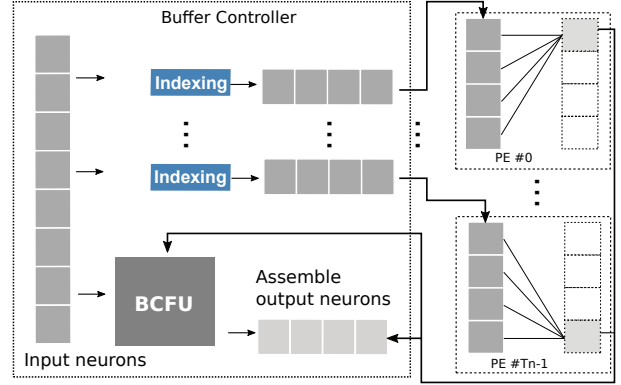 Buffer Controller
Indexing
PE #0
Indexing
BCFU
Assemble
output neurons
Input neurons
PE #Tn-1